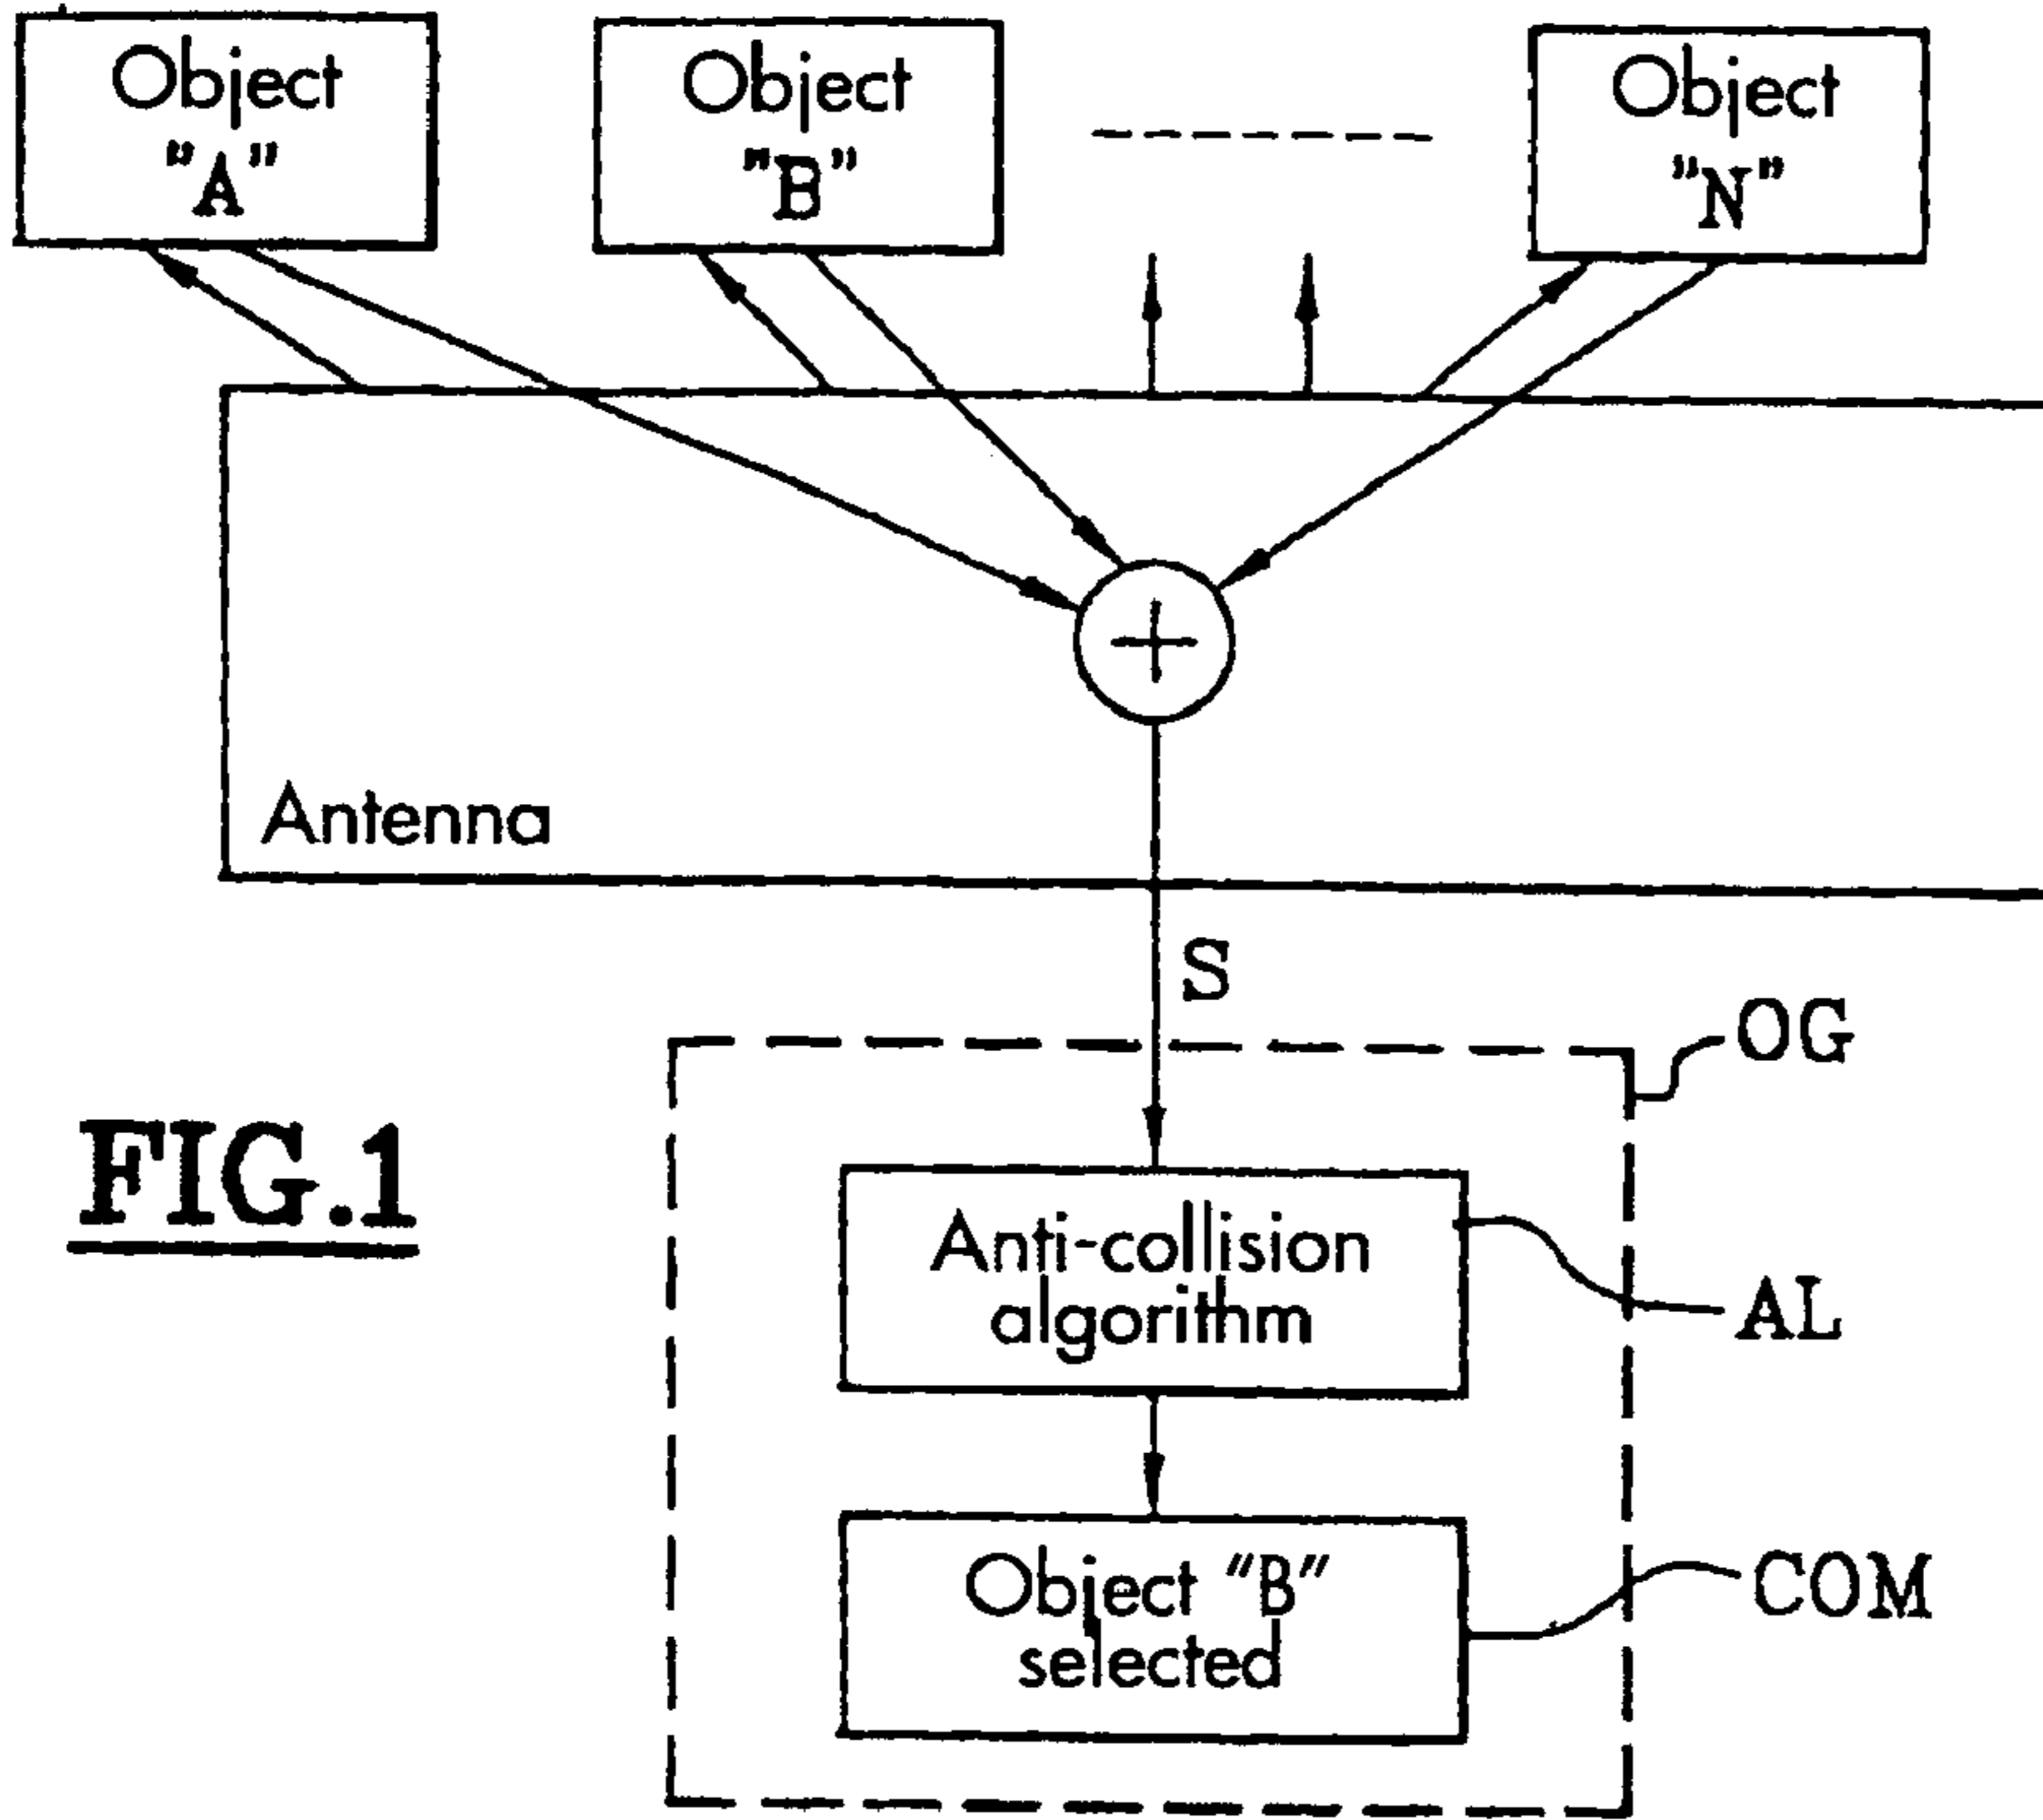 Object
"A"
Object
"B"
Object
"N"
+
Antenna
S
OG
FIG.1
Anti-collision
algorithm
AL
Object "B"
selected
COM